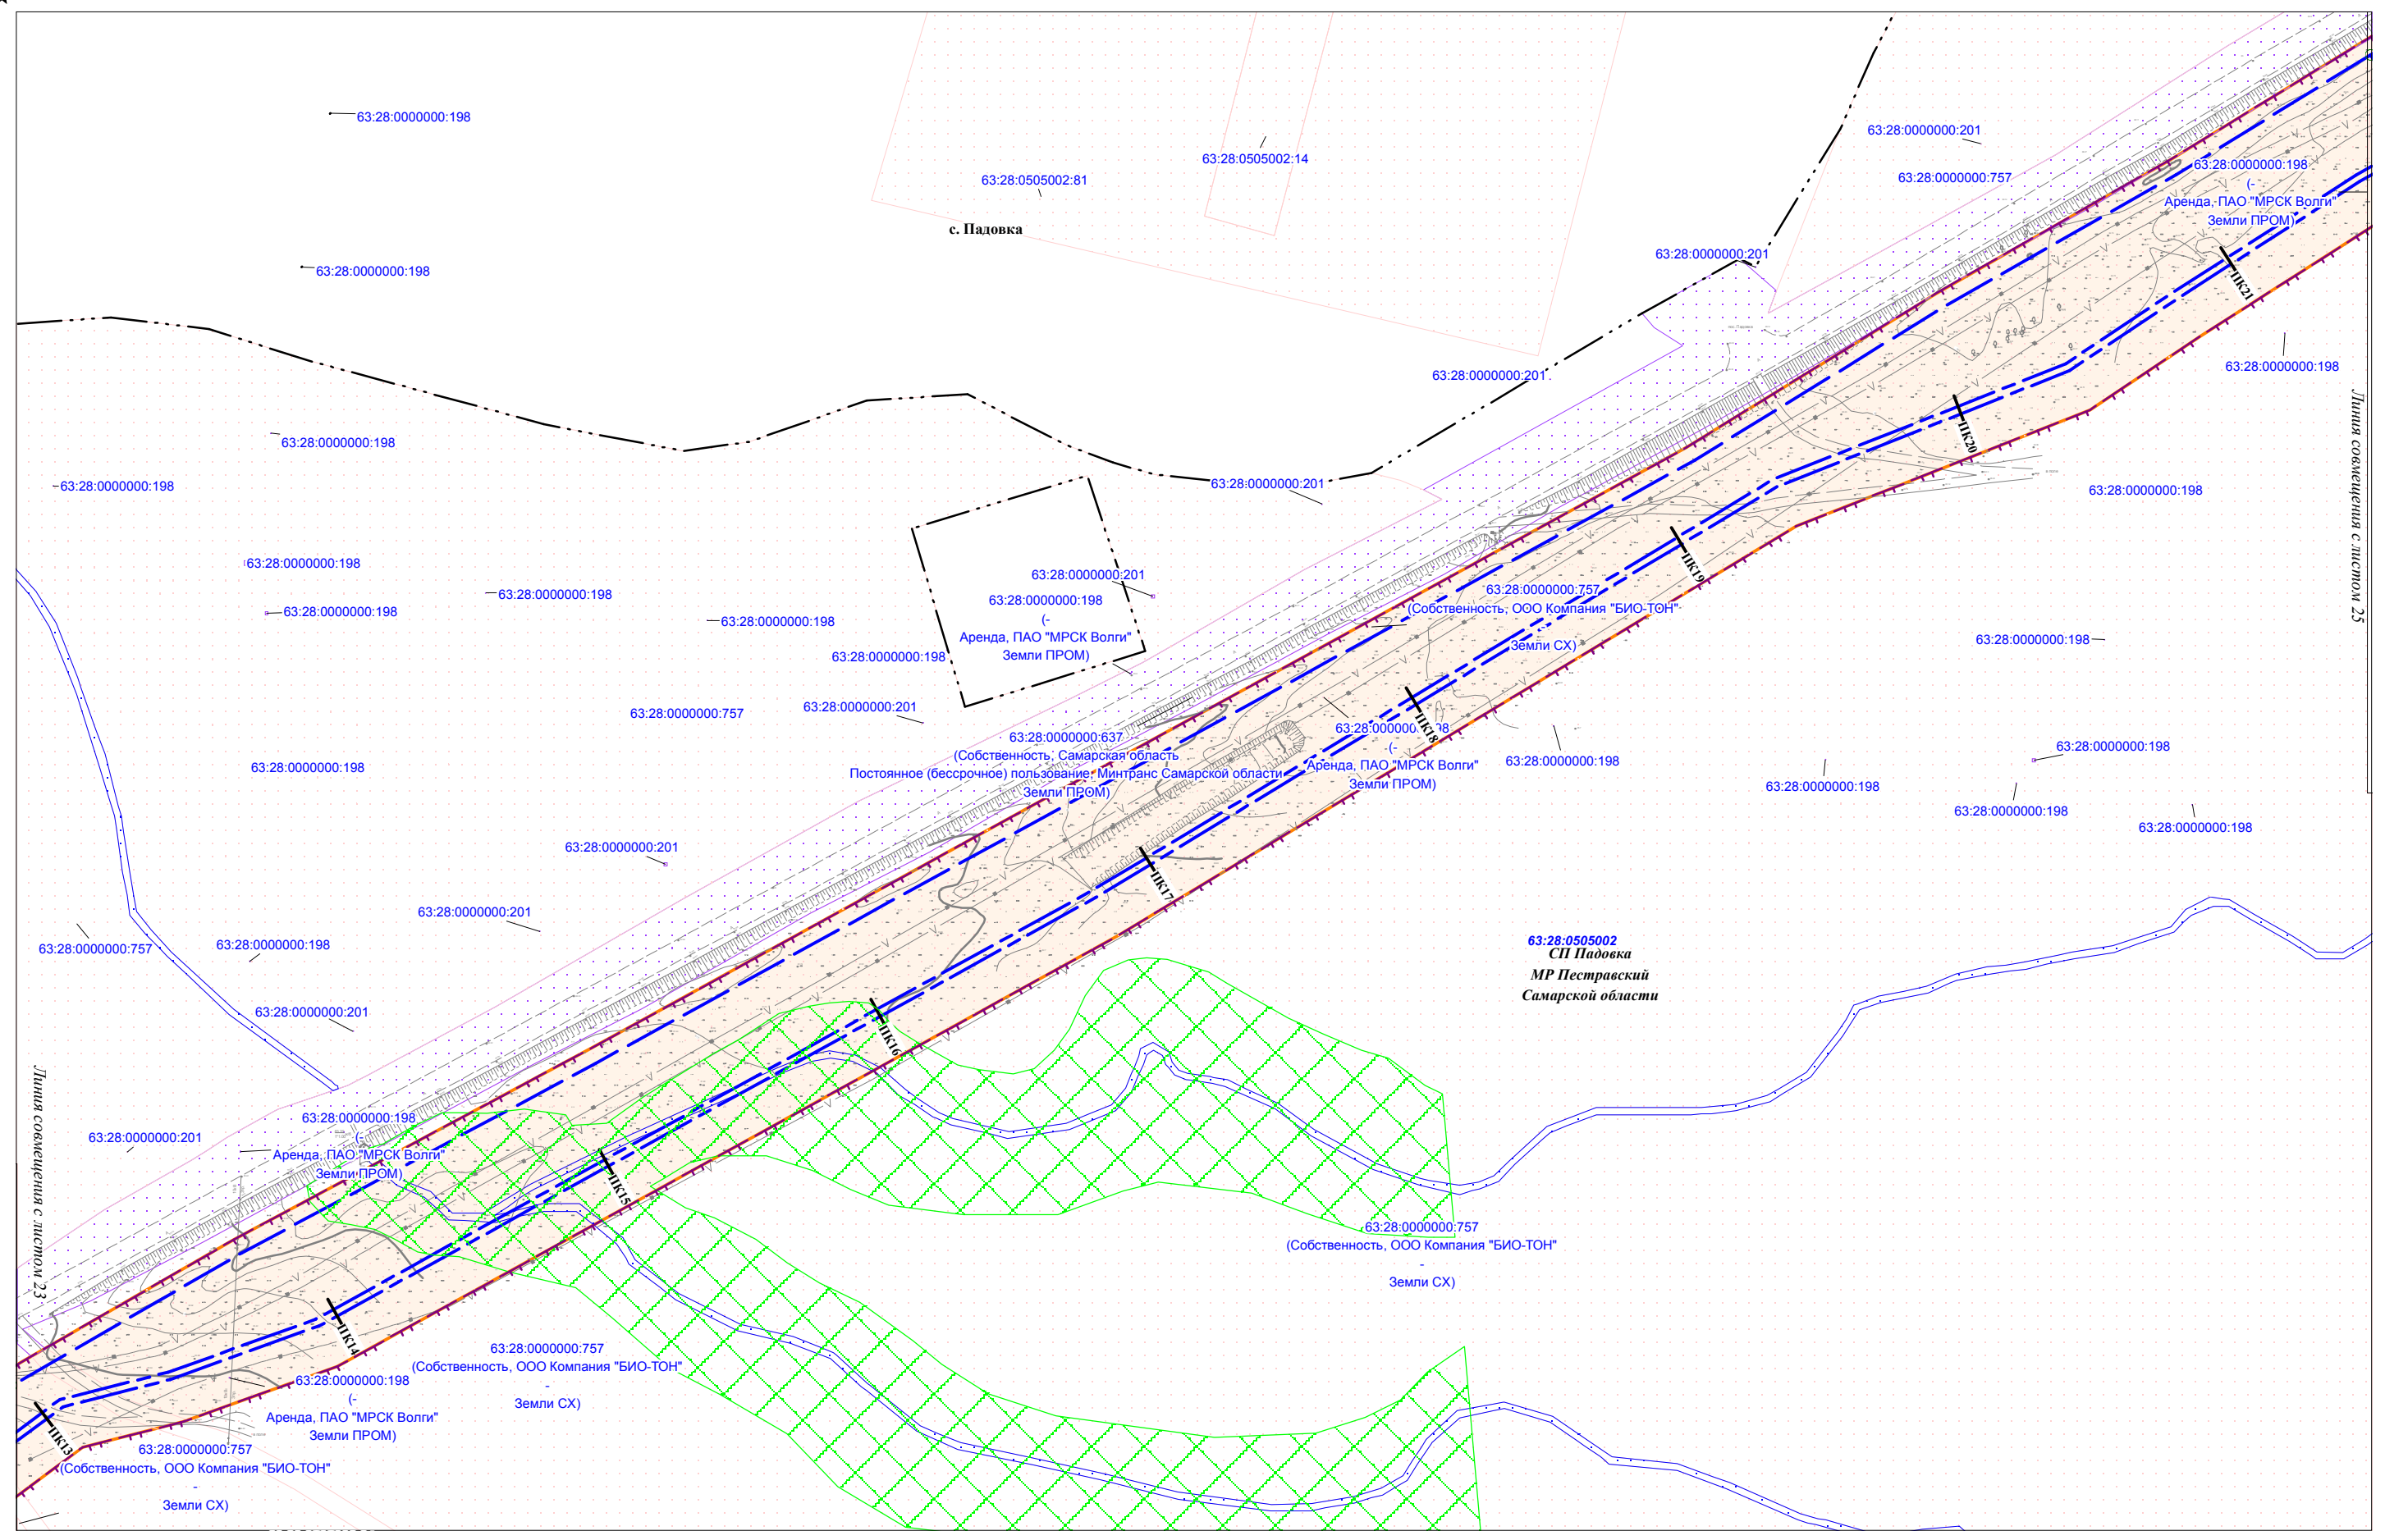 63:28:0000000:198
63:28:0000000:201
63:28:0505002:14
63:28:0505002:81
63:28:0000000:757
63:28:0000000:198
(-
Аренда, ПАО "МРСК Волги"
Земли ПРОМ)
с. Падовка
63:28:0000000:201
63:28:0000000:198
ПК21
63:28:0000000:198
63:28:0000000:201
Линия совмещения с листом 25
63:28:0000000:198
ПК20
63:28:0000000:198
63:28:0000000:201
63:28:0000000:198
63:28:0000000:198
63:28:0000000:201
ПК19
63:28:0000000:198
63:28:0000000:198
63:28:0000000:198
(-
Аренда, ПАО "МРСК Волги"
Земли ПРОМ)
63:28:0000000:757
(Собственность, ООО Компания "БИО-ТОН"
-
Земли СХ)
63:28:0000000:198
63:28:0000000:198
63:28:0000000:198
63:28:0000000:757
63:28:0000000:201
ПК18
63:28:0000000:637
(Собственность, Самарская область
Постоянное (бессрочное) пользование, Минтранс Самарской области
Земли ПРОМ)
(-
Аренда, ПАО "МРСК Волги"
Земли ПРОМ)
63:28:0000000:198
63:28:0000000:198
63:28:0000000:198
63:28:0000000:198
63:28:0000000:198
63:28:0000000:198
63:28:0000000:201
ПК17
63:28:0000000:201
63:28:0000000:757
63:28:0000000:198
63:28:0505002
СП Падовка
МР Пестравский
Самарской области
63:28:0000000:201
ПК16
63:28:0000000:198
(-
Аренда, ПАО "МРСК Волги"
Земли ПРОМ)
63:28:0000000:201
Линия совмещения с листом 23
ПК15
63:28:0000000:757
(Собственность, ООО Компания "БИО-ТОН"
-
Земли СХ)
ПК14
63:28:0000000:757
(Собственность, ООО Компания "БИО-ТОН"
-
Земли СХ)
63:28:0000000:198
(-
Аренда, ПАО "МРСК Волги"
Земли ПРОМ)
ПК13
63:28:0000000:757
(Собственность, ООО Компания "БИО-ТОН"
-
Земли СХ)